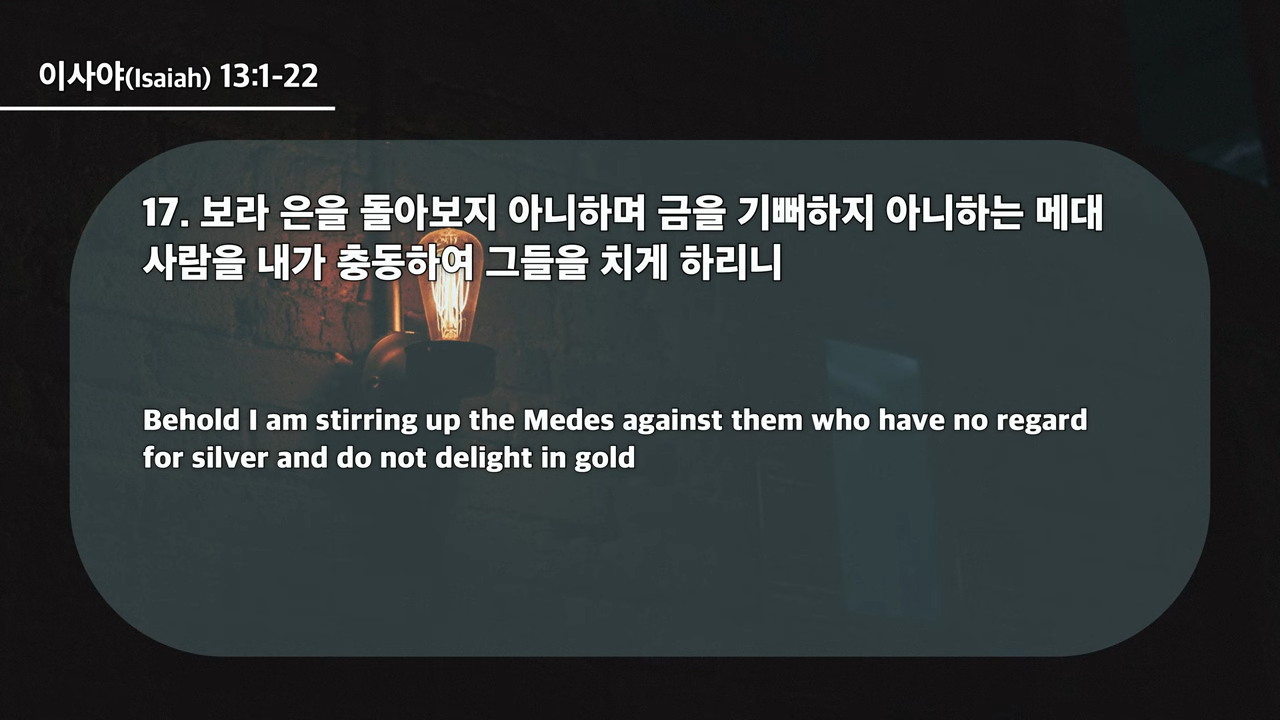 이사야(Isaiah) 13:1-22
17. 보라 은을 돌아보지 아니하며 금을 기뻐하지 아니하는 메대
사람을 내가 충동하여 그들을 치게 하리니
Behold I am stirring up the Medes against them who have no regard
for silver and do not delight in gold